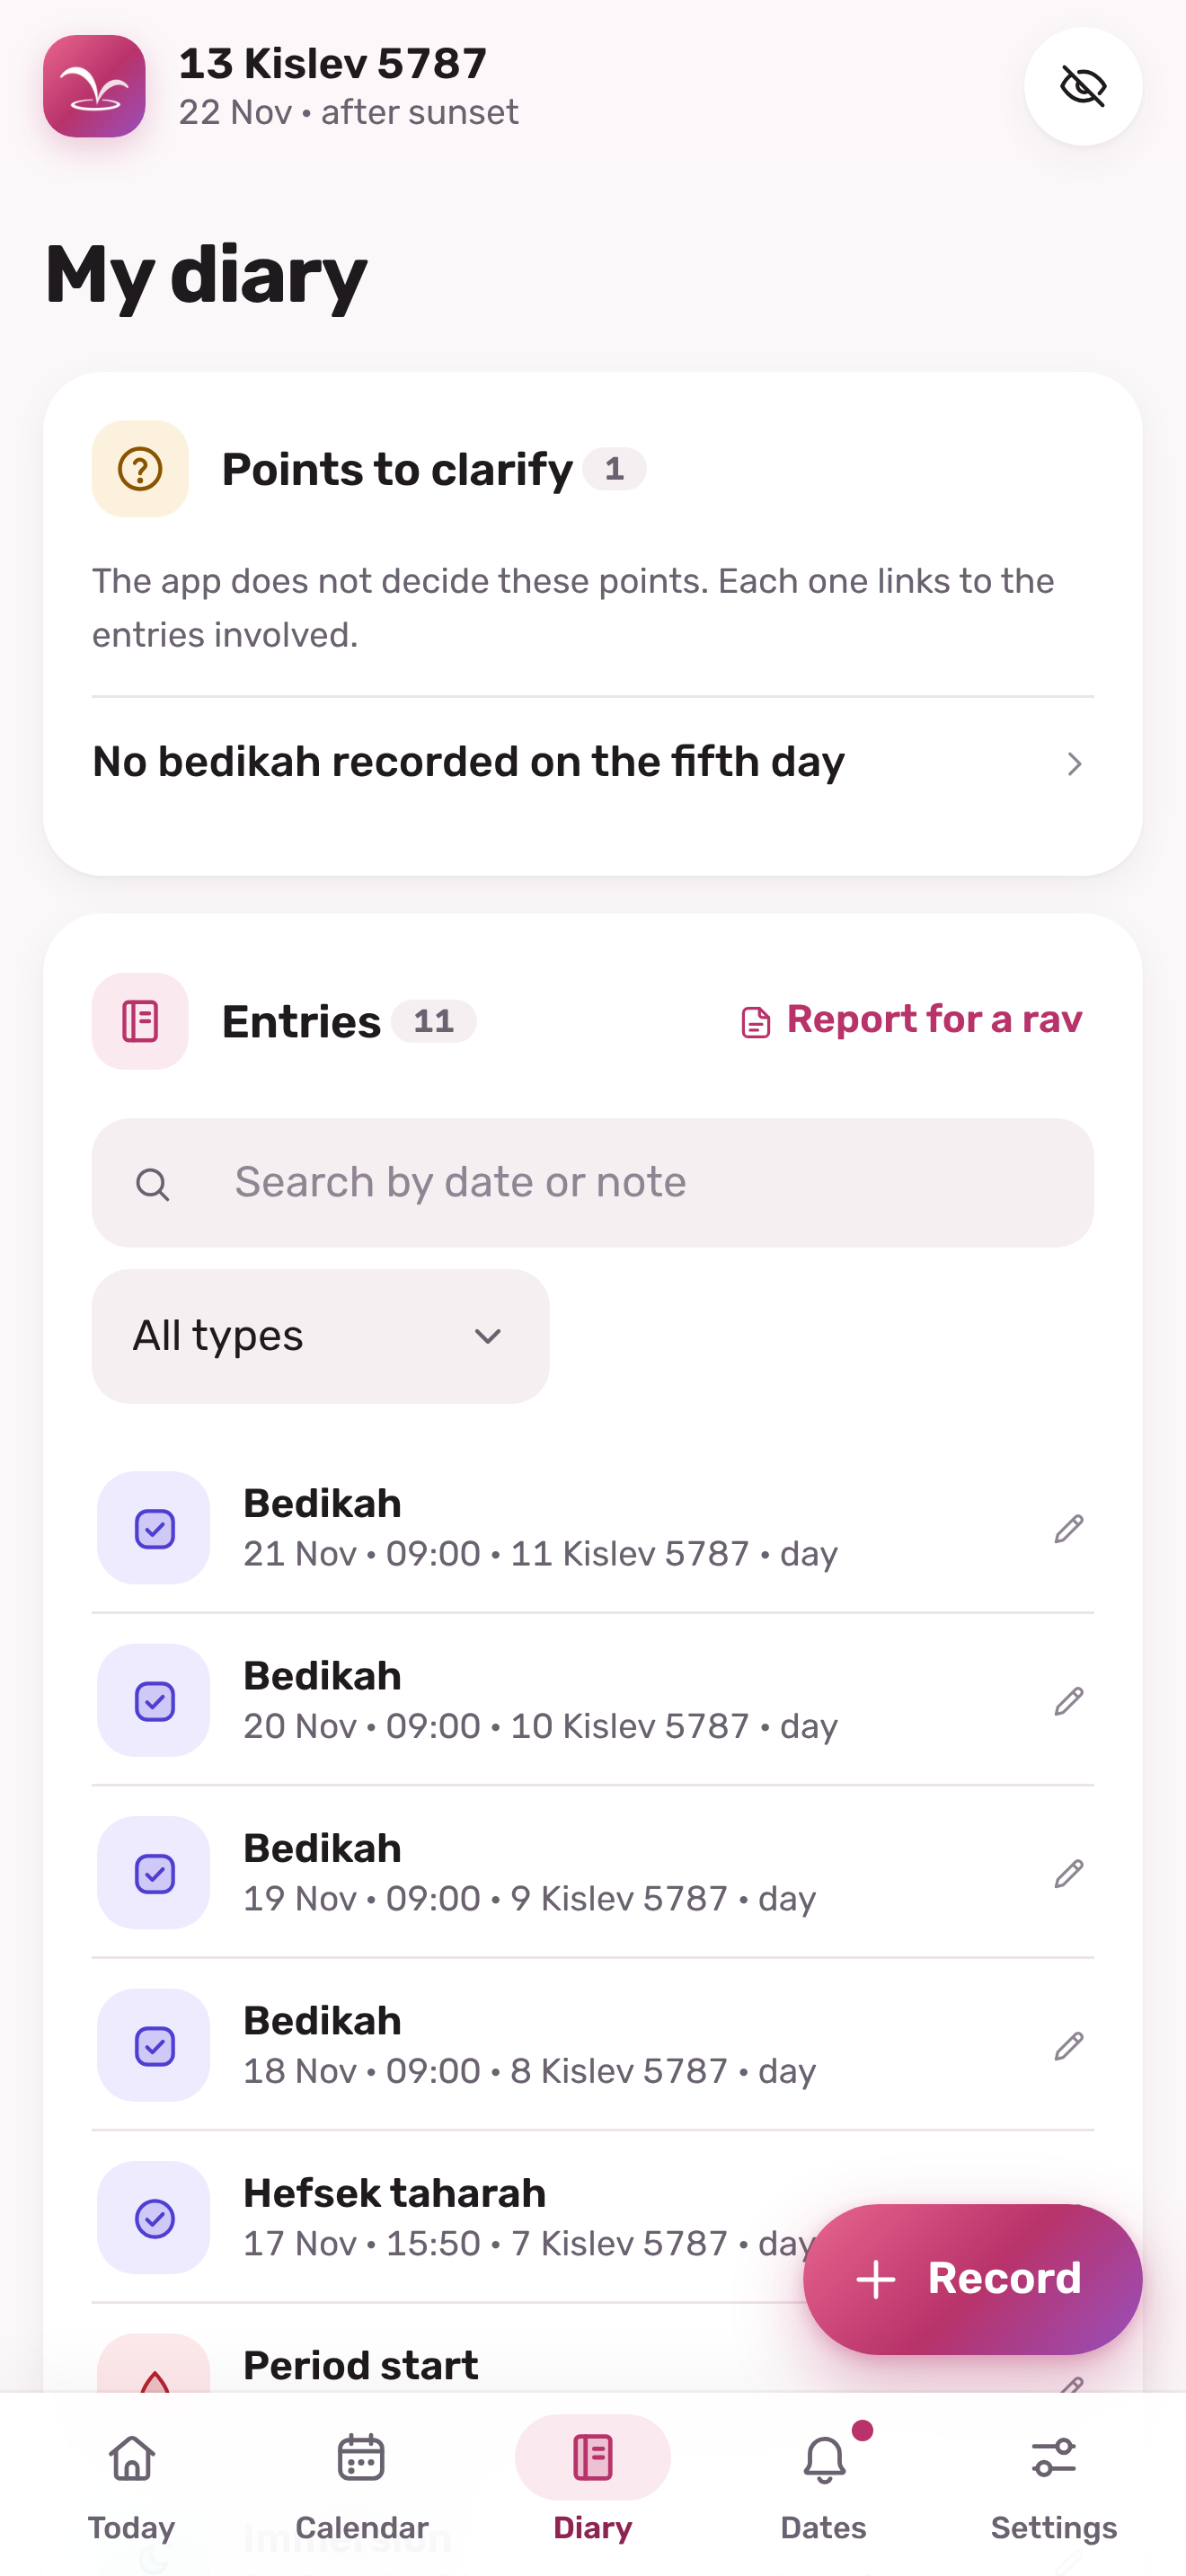 13 Kislev 5787
22 Nov • after sunset
My diary
Points to clarify 1
The app does not decide these points. Each one links to the
entries involved.
No bedikah recorded on the fifth day
Entries 11
Report for a rav
Search by date or note
All types
Bedikah
21 Nov • 09:00 • 11 Kislev 5787 • day
Bedikah
20 Nov • 09:00 • 10 Kislev 5787 • day
Bedikah
19 Nov • 09:00 • 9 Kislev 5787 • day
Bedikah
18 Nov • 09:00 • 8 Kislev 5787 • day
Hefsek taharah
17 Nov • 15:50 • 7 Kislev 5787 • day
Record
Period start
Immersion
Today
Calendar
Diary
Dates
Settings